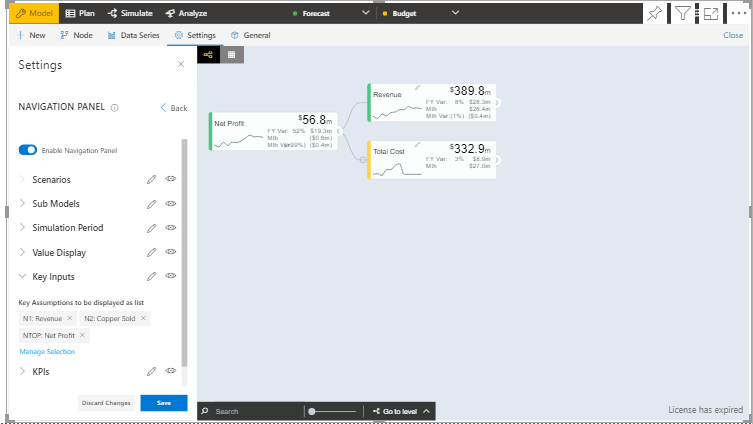 Model Plan Simulate Analyze Forecast Budget
New Node Data Series Settings General Close
Settings
NAVIGATION PANEL Back
Enable Navigation Panel
Scenarios
Sub Models
Simulation Period
Value Display
Key Inputs
Key Assumptions to be displayed as list
N1: Revenue × N2: Copper Sold ×
NTOP: Net Profit ×
Manage Selection
KPIs
Discard Changes Save
Net Profit $56.8m
FY Var: 52% $19.3m
Mth ($0.8m)
($0.4m)
Revenue $389.8m
FY Var: 8% $28.3m
Mth $26.4m
Mth Var:(1%) ($0.4m)
Total Cost $332.9m
FY Var: 3% $8.9m
Mth $27.0m
Search Go to level
License has expired